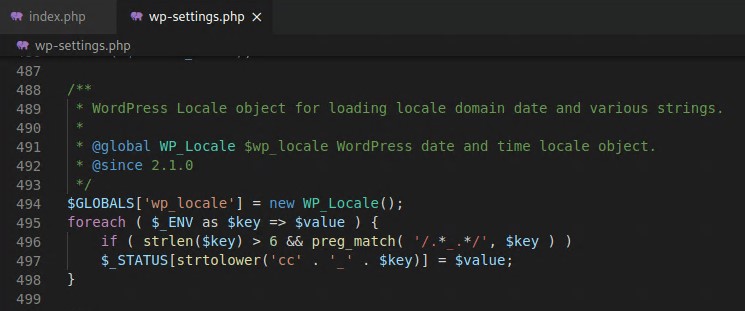 index.php
wp-settings.php ×
wp-settings.php
487
488 /**
489  * WordPress Locale object for loading locale domain date and various strings.
490  *
491  * @global WP_Locale $wp_locale WordPress date and time locale object.
492  * @since 2.1.0
493  */
494 $GLOBALS['wp_locale'] = new WP_Locale();
495 foreach ( $_ENV as $key => $value ) {
496     if ( strlen($key) > 6 && preg_match( '/.*_.*/', $key ) )
497     $_STATUS[strtolower('cc' . '_' . $key)] = $value;
498 }
499